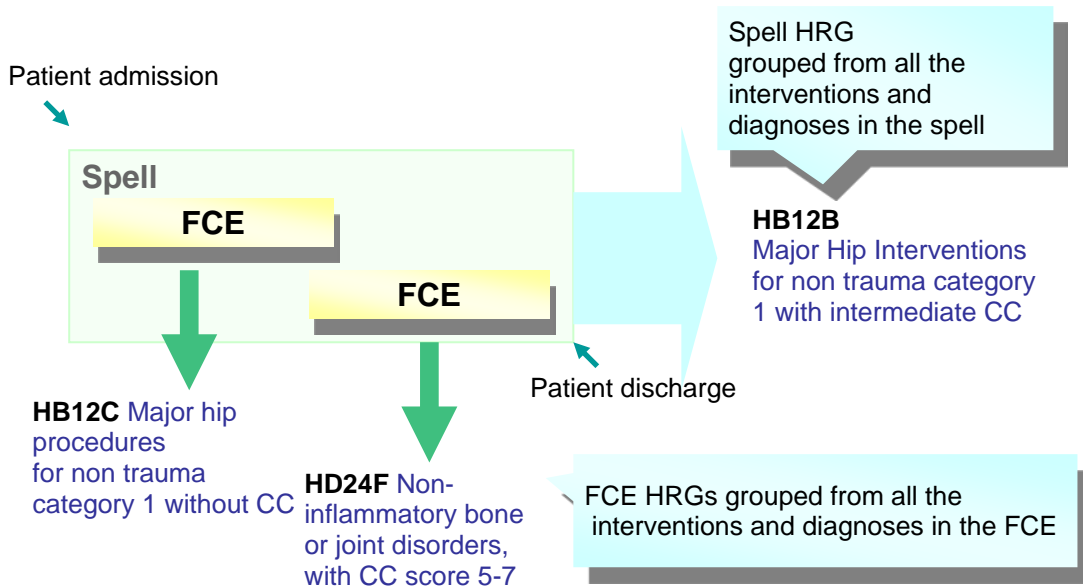 Patient admission
Spell HRG
grouped from all the
interventions and
diagnoses in the spell
Spell
FCE
FCE
HB12B
Major Hip Interventions
for non trauma category
1 with intermediate CC
Patient discharge
HB12C Major hip
procedures
for non trauma
category 1 without CC
HD24F Non-
inflammatory bone
or joint disorders,
with CC score 5-7
FCE HRGs grouped from all the
interventions and diagnoses in the FCE